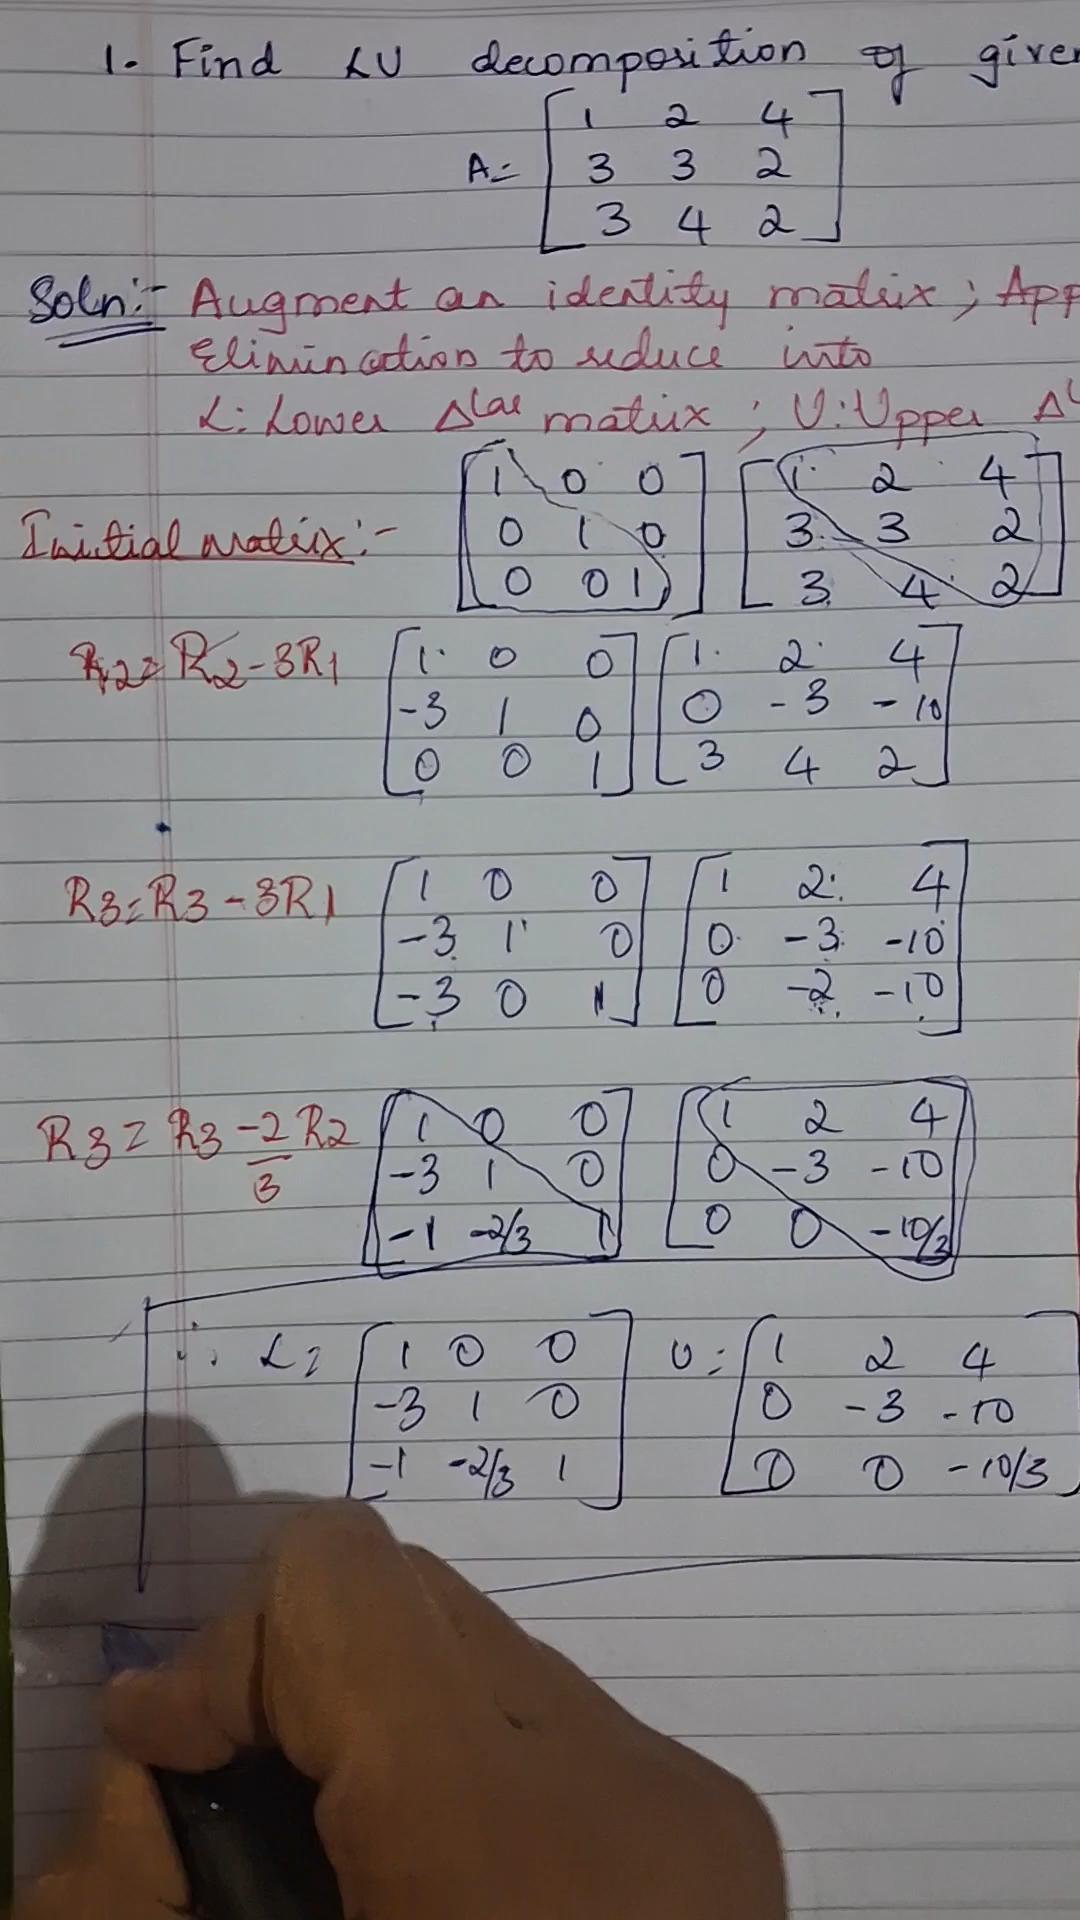 1. Find LU decomposition of given
A= [ 1 2 4
3 3 2
3 4 2 ]
Soln:- Augment an identity matrix; App
Elimination to reduce into
L: Lower Δlar matrix ; U: Upper Δl
Initial matrix:- [ 1 0 0 ] [ 1 2 4 ]
0 1 0 3 3 2
0 0 1 3 4 2
R2= R2-3R1 [ 1 0 0 ] [ 1 2 4 ]
-3 1 0 0 -3 -10
0 0 1 3 4 2
R3=R3-3R1 [ 1 0 0 ] [ 1 2 4 ]
-3 1 0 0 -3 -10
-3 0 1 0 -2 -10
R3= R3-2/3 R2 [ 1 0 0 ] [ 1 2 4 ]
-3 1 0 0 -3 -10
-1 -2/3 1 0 0 -10/3
∴ L= [ 1 0 0 ] U= [ 1 2 4 ]
-3 1 0 0 -3 -10
-1 -2/3 1 0 0 -10/3